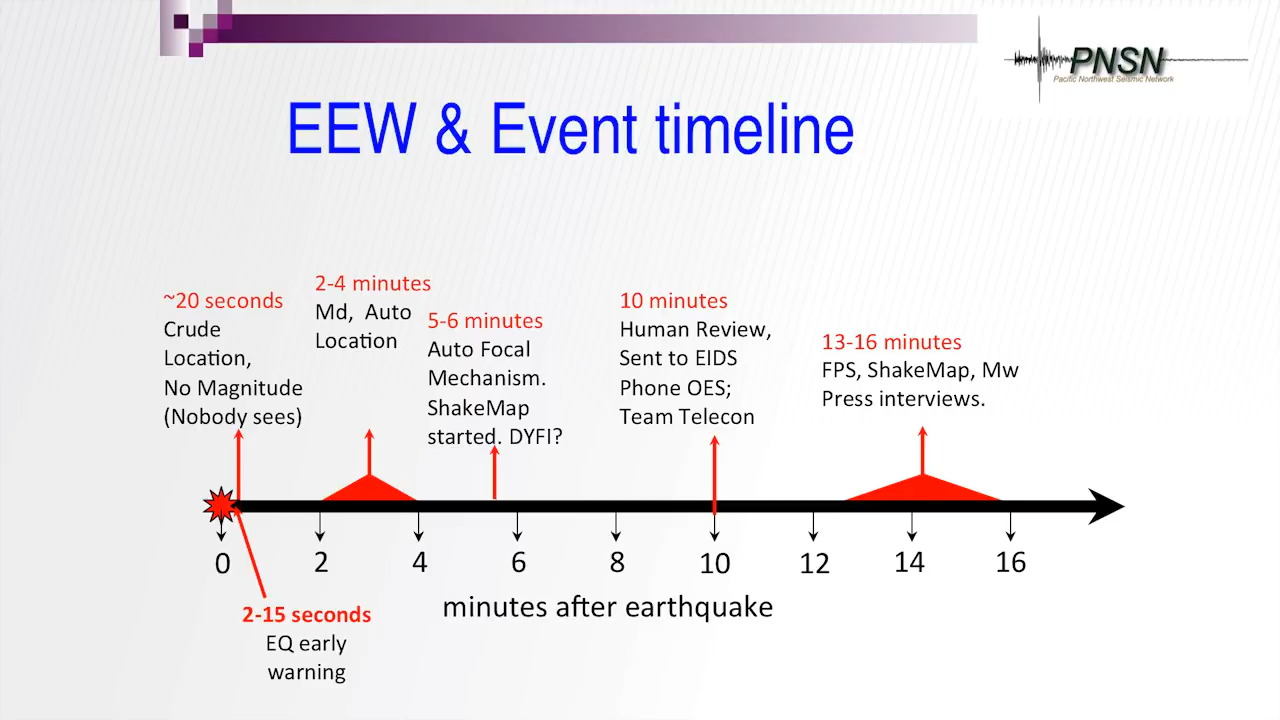 PNSN
Pacific Northwest Seismic Network
EEW & Event timeline
~20 seconds
Crude
Location,
No Magnitude
(Nobody sees)
2-4 minutes
Md, Auto
Location
5-6 minutes
Auto Focal
Mechanism.
ShakeMap
started. DYFI?
10 minutes
Human Review,
Sent to EIDS
Phone OES;
Team Telecon
13-16 minutes
FPS, ShakeMap, Mw
Press interviews.
0 2 4 6 8 10 12 14 16
minutes after earthquake
2-15 seconds
EQ early
warning